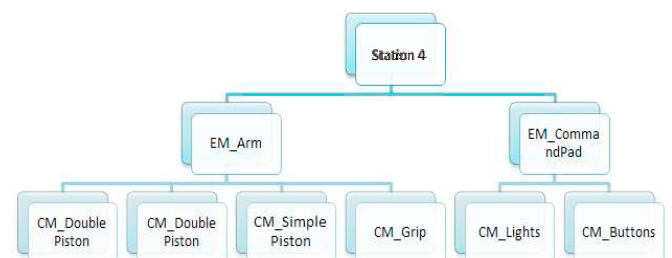 Station 4
EM_Arm
EM_Comma
ndPad
CM_Double
Piston
CM_Double
Piston
CM_Simple
Piston
CM_Grip
CM_Lights
CM_Buttons